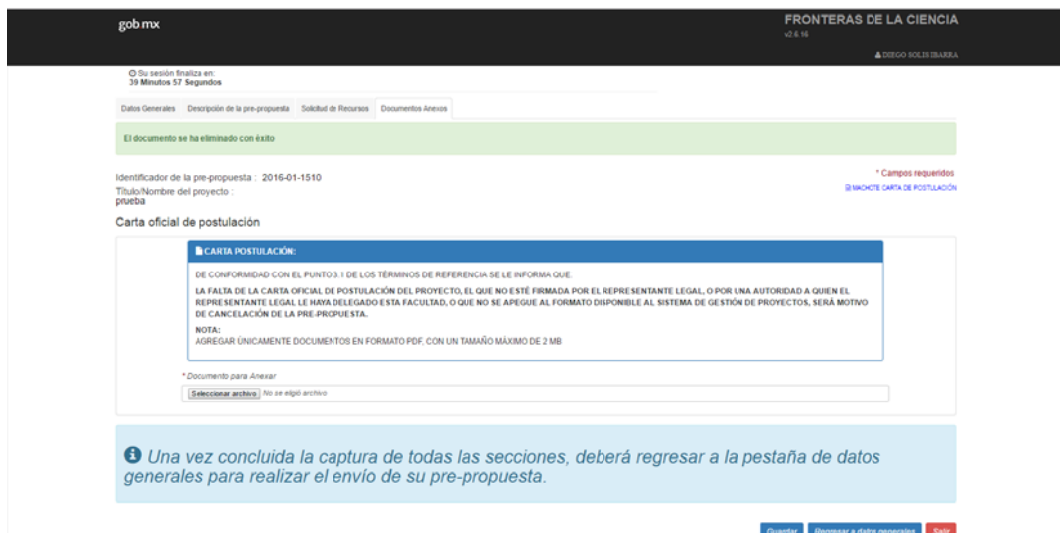 gob.mx
FRONTERAS DE LA CIENCIA
v2.6.16
DIEGO SOLIS IBARRA
Su sesión finaliza en:
39 Minutos 57 Segundos
Datos Generales Descripción de la pre-propuesta Solicitud de Recursos Documentos Anexos
El documento se ha eliminado con éxito
Identificador de la pre-propuesta : 2016-01-1510
* Campos requeridos
Título/Nombre del proyecto :
MACHOTE CARTA DE POSTULACIÓN
prueba
Carta oficial de postulación
CARTA POSTULACIÓN:
DE CONFORMIDAD CON EL PUNTO3.1 DE LOS TÉRMINOS DE REFERENCIA SE LE INFORMA QUE:
LA FALTA DE LA CARTA OFICIAL DE POSTULACIÓN DEL PROYECTO, EL QUE NO ESTÉ FIRMADA POR EL REPRESENTANTE LEGAL, O POR UNA AUTORIDAD A QUIEN EL
REPRESENTANTE LEGAL LE HAYA DELEGADO ESTA FACULTAD, O QUE NO SE APEGUE AL FORMATO DISPONIBLE AL SISTEMA DE GESTIÓN DE PROYECTOS, SERÁ MOTIVO
DE CANCELACIÓN DE LA PRE-PROPUESTA.
NOTA:
AGREGAR ÚNICAMENTE DOCUMENTOS EN FORMATO PDF, CON UN TAMAÑO MÁXIMO DE 2 MB
* Documento para Anexar
Seleccionar archivo No se eligió archivo
Una vez concluida la captura de todas las secciones, deberá regresar a la pestaña de datos
generales para realizar el envío de su pre-propuesta.
Guardar Regresar a datos generales Salir